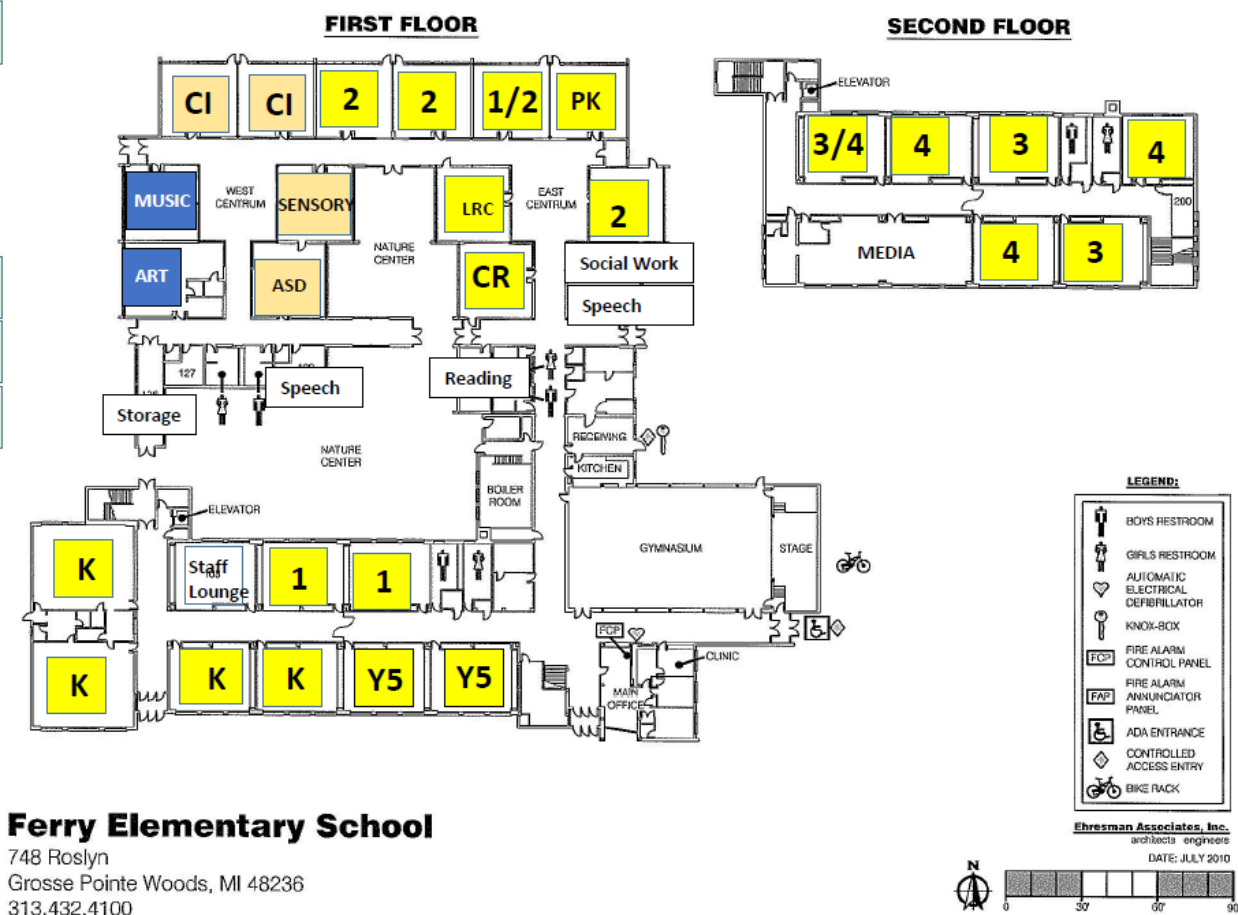 FIRST FLOOR
SECOND FLOOR
CI
CI
2
2
1/2
PK
MUSIC
WEST
CENTRUM
SENSORY
LRC
EAST
CENTRUM
2
NATURE
CENTER
ART
ASD
CR
Social Work
Speech
127
Speech
Reading
Storage
NATURE
CENTER
RECEIVING
KITCHEN
BOILER
ROOM
ELEVATOR
GYMNASIUM
STAGE
K
Staff
Lounge
1
1
K
K
K
Y5
Y5
FCP
CLINIC
MAIN
OFFICE
ELEVATOR
3/4
4
3
4
200
MEDIA
4
3
LEGEND:
BOYS RESTROOM
GIRLS RESTROOM
AUTOMATIC
ELECTRICAL
DEFIBRILLATOR
KNOX-BOX
FCP
FIRE ALARM
CONTROL PANEL
FAP
FIRE ALARM
ANNUNCIATOR
PANEL
ADA ENTRANCE
CONTROLLED
ACCESS ENTRY
BIKE RACK
Ehresman Associates, Inc.
architects engineers
DATE: JULY 2010
N
0 30' 60' 90
Ferry Elementary School
748 Roslyn
Grosse Pointe Woods, MI 48236
313.432.4100